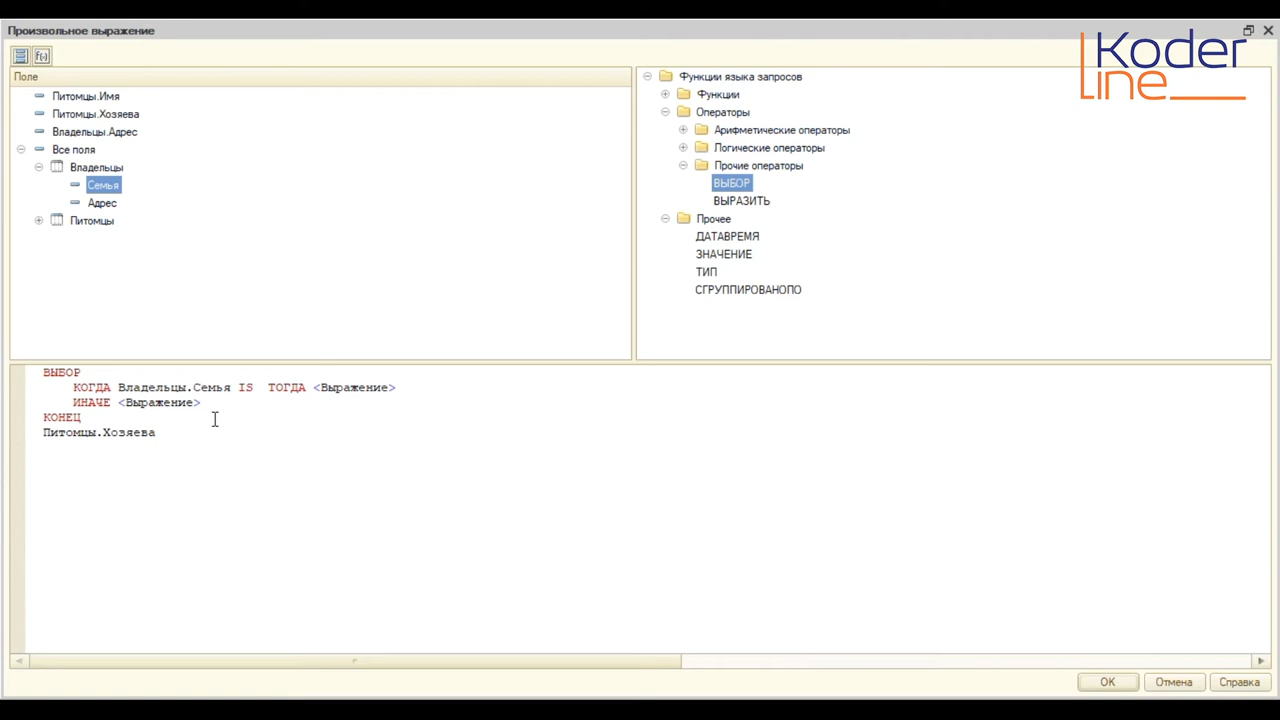 Произвольное выражение
Koder
line
Поле
Питомцы.Имя
Питомцы.Хозяева
Владельцы.Адрес
Все поля
Владельцы
Семья
Адрес
Питомцы
Функции языка запросов
Функции
Операторы
Арифметические операторы
Логические операторы
Прочие операторы
ВЫБОР
ВЫРАЗИТЬ
Прочее
ДАТАВРЕМЯ
ЗНАЧЕНИЕ
ТИП
СГРУППИРОВАНОПО
ВЫБОР
КОГДА Владельцы.Семья IS ТОГДА <Выражение>
ИНАЧЕ <Выражение>
КОНЕЦ
Питомцы.Хозяева
ОК
Отмена
Справка